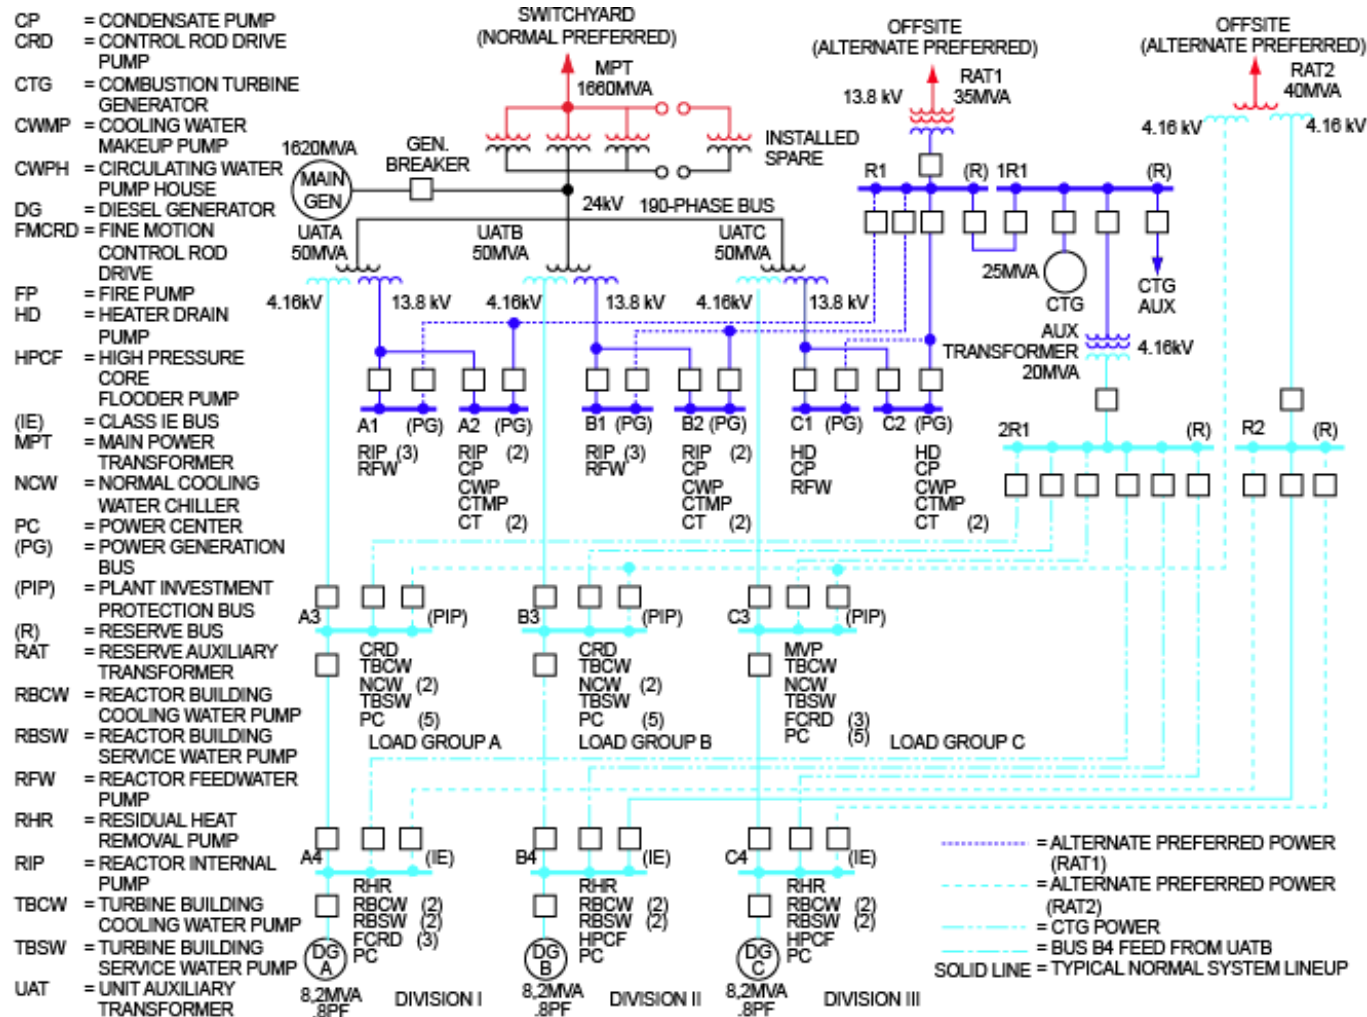 CP = CONDENSATE PUMP
CRD = CONTROL ROD DRIVE
PUMP
CTG = COMBUSTION TURBINE
GENERATOR
CWMP = COOLING WATER
MAKEUP PUMP
CWPH = CIRCULATING WATER
PUMP HOUSE
DG = DIESEL GENERATOR
FMCRD = FINE MOTION
CONTROL ROD
DRIVE
FP = FIRE PUMP
HD = HEATER DRAIN
PUMP
HPCF = HIGH PRESSURE
CORE
FLOODER PUMP
(IE) = CLASS IE BUS
MPT = MAIN POWER
TRANSFORMER
NCW = NORMAL COOLING
WATER CHILLER
PC = POWER CENTER
(PG) = POWER GENERATION
BUS
(PIP) = PLANT INVESTMENT
PROTECTION BUS
(R) = RESERVE BUS
RAT = RESERVE AUXILIARY
TRANSFORMER
RBCW = REACTOR BUILDING
COOLING WATER PUMP
RBSW = REACTOR BUILDING
SERVICE WATER PUMP
RFW = REACTOR FEEDWATER
PUMP
RHR = RESIDUAL HEAT
REMOVAL PUMP
RIP = REACTOR INTERNAL
PUMP
TBCW = TURBINE BUILDING
COOLING WATER PUMP
TBSW = TURBINE BUILDING
SERVICE WATER PUMP
UAT = UNIT AUXILIARY
TRANSFORMER
SWITCHYARD
(NORMAL PREFERRED)
MPT
1660MVA
INSTALLED
SPARE
1620MVA
MAIN
GEN
GEN.
BREAKER
24kV
190-PHASE BUS
UATA
50MVA
UATB
50MVA
UATC
50MVA
4.16kV
13.8 kV
4.16kV
13.8 kV
4.16kV
13.8 kV
OFFSITE
(ALTERNATE PREFERRED)
RAT1
35MVA
13.8 kV
OFFSITE
(ALTERNATE PREFERRED)
RAT2
40MVA
4.16 kV
4.16 kV
R1
(R)
1R1
(R)
25MVA
CTG
CTG
AUX
AUX
TRANSFORMER
20MVA
4.16kV
2R1
(R)
R2
(R)
A1
(PG)
A2
(PG)
B1
(PG)
B2
(PG)
C1
(PG)
C2
(PG)
RIP (3)
RFW
RIP (2)
CP
CWP
CTMP
CT (2)
RIP (3)
RFW
RIP (2)
CP
CWP
CTMP
CT (2)
HD
CP
RFW
HD
CP
CWP
CTMP
CT (2)
A3
(PIP)
B3
(PIP)
C3
(PIP)
CRD
TBCW
NCW (2)
TBSW
PC (5)
CRD
TBCW
NCW (2)
TBSW
PC (5)
MVP
TBCW
NCW
TBSW
FCRD (3)
PC (5)
LOAD GROUP A
LOAD GROUP B
LOAD GROUP C
A4
(IE)
B4
(IE)
C4
(IE)
RHR
RBCW (2)
RBSW (2)
FCRD (3)
PC
RHR
RBCW (2)
RBSW (2)
HPCF
PC
RHR
RBCW (2)
RBSW (2)
HPCF
PC
DG
A
8,2MVA
.8PF
DIVISION I
DG
B
8,2MVA
.8PF
DIVISION II
DG
C
8,2MVA
.8PF
DIVISION III
= ALTERNATE PREFERRED POWER
(RAT1)
= ALTERNATE PREFERRED POWER
(RAT2)
= CTG POWER
= BUS B4 FEED FROM UATB
SOLID LINE = TYPICAL NORMAL SYSTEM LINEUP